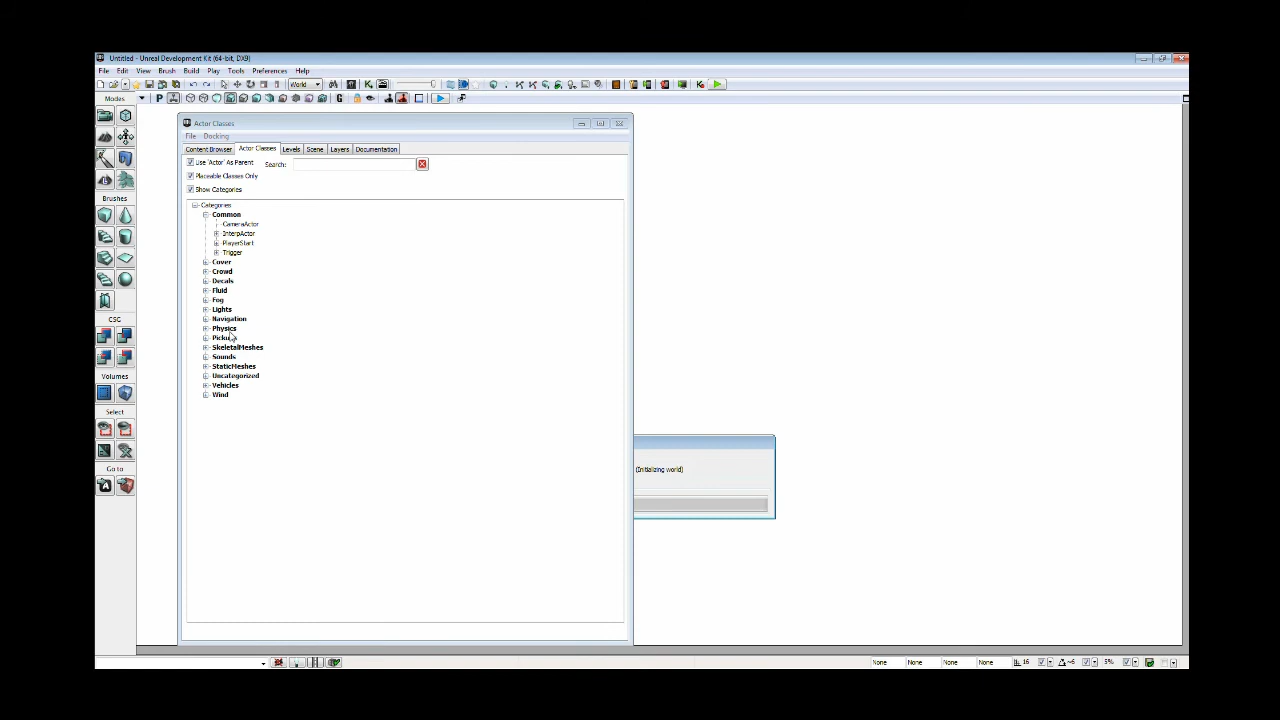 Untitled - Unreal Development Kit (64-bit, DX9)
File Edit View Brush Build Play Tools Preferences Help
World
Modes
P
G
Actor Classes
File Docking
Content Browser Actor Classes Levels Scene Layers Documentation
Use 'Actor' As Parent Search:
Placeable Classes Only
Show Categories
Categories
Common
CameraActor
InterpActor
PlayerStart
Trigger
Cover
Crowd
Decals
Fluid
Fog
Lights
Navigation
Physics
SkeletalMeshes
Sounds
StaticMeshes
Uncategorized
Vehicles
Wind
Brushes
CSG
Volumes
Select
Go to
(Initializing world)
None None None None 16 ~6 5%